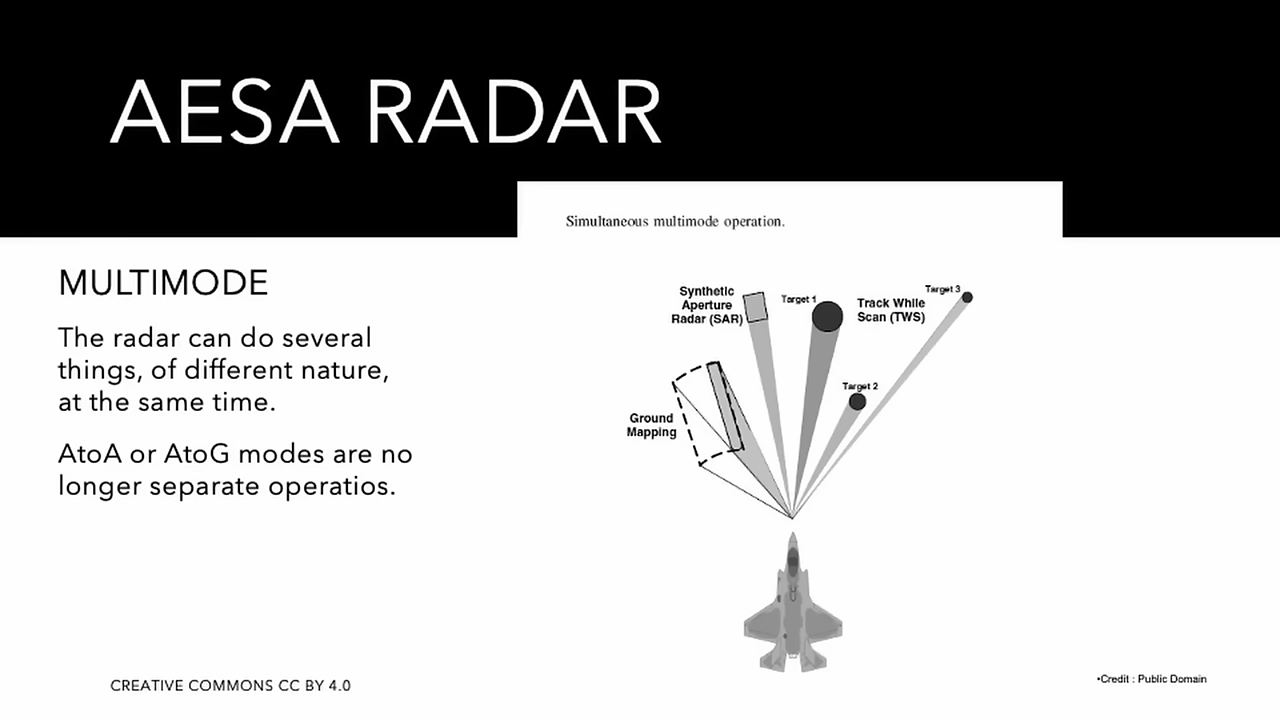 AESA RADAR
Simultaneous multimode operation.
MULTIMODE
The radar can do several
things, of different nature,
at the same time.
AtoA or AtoG modes are no
longer separate operatios.
Synthetic
Aperture
Radar (SAR)
Target 1
Track While
Scan (TWS)
Target 3
Target 2
Ground
Mapping
CREATIVE COMMONS CC BY 4.0
•Credit : Public Domain